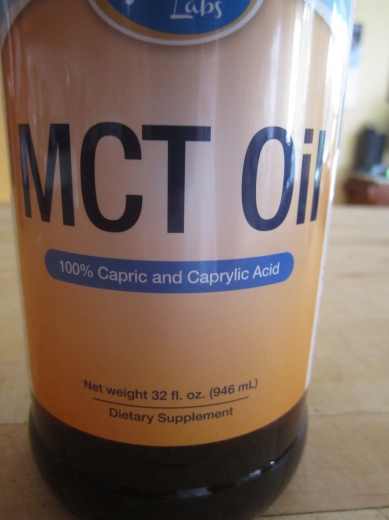 Labs
MCT Oil
100% Capric and Caprylic Acid
Net weight 32 fl. oz. (946 mL)
Dietary Supplement